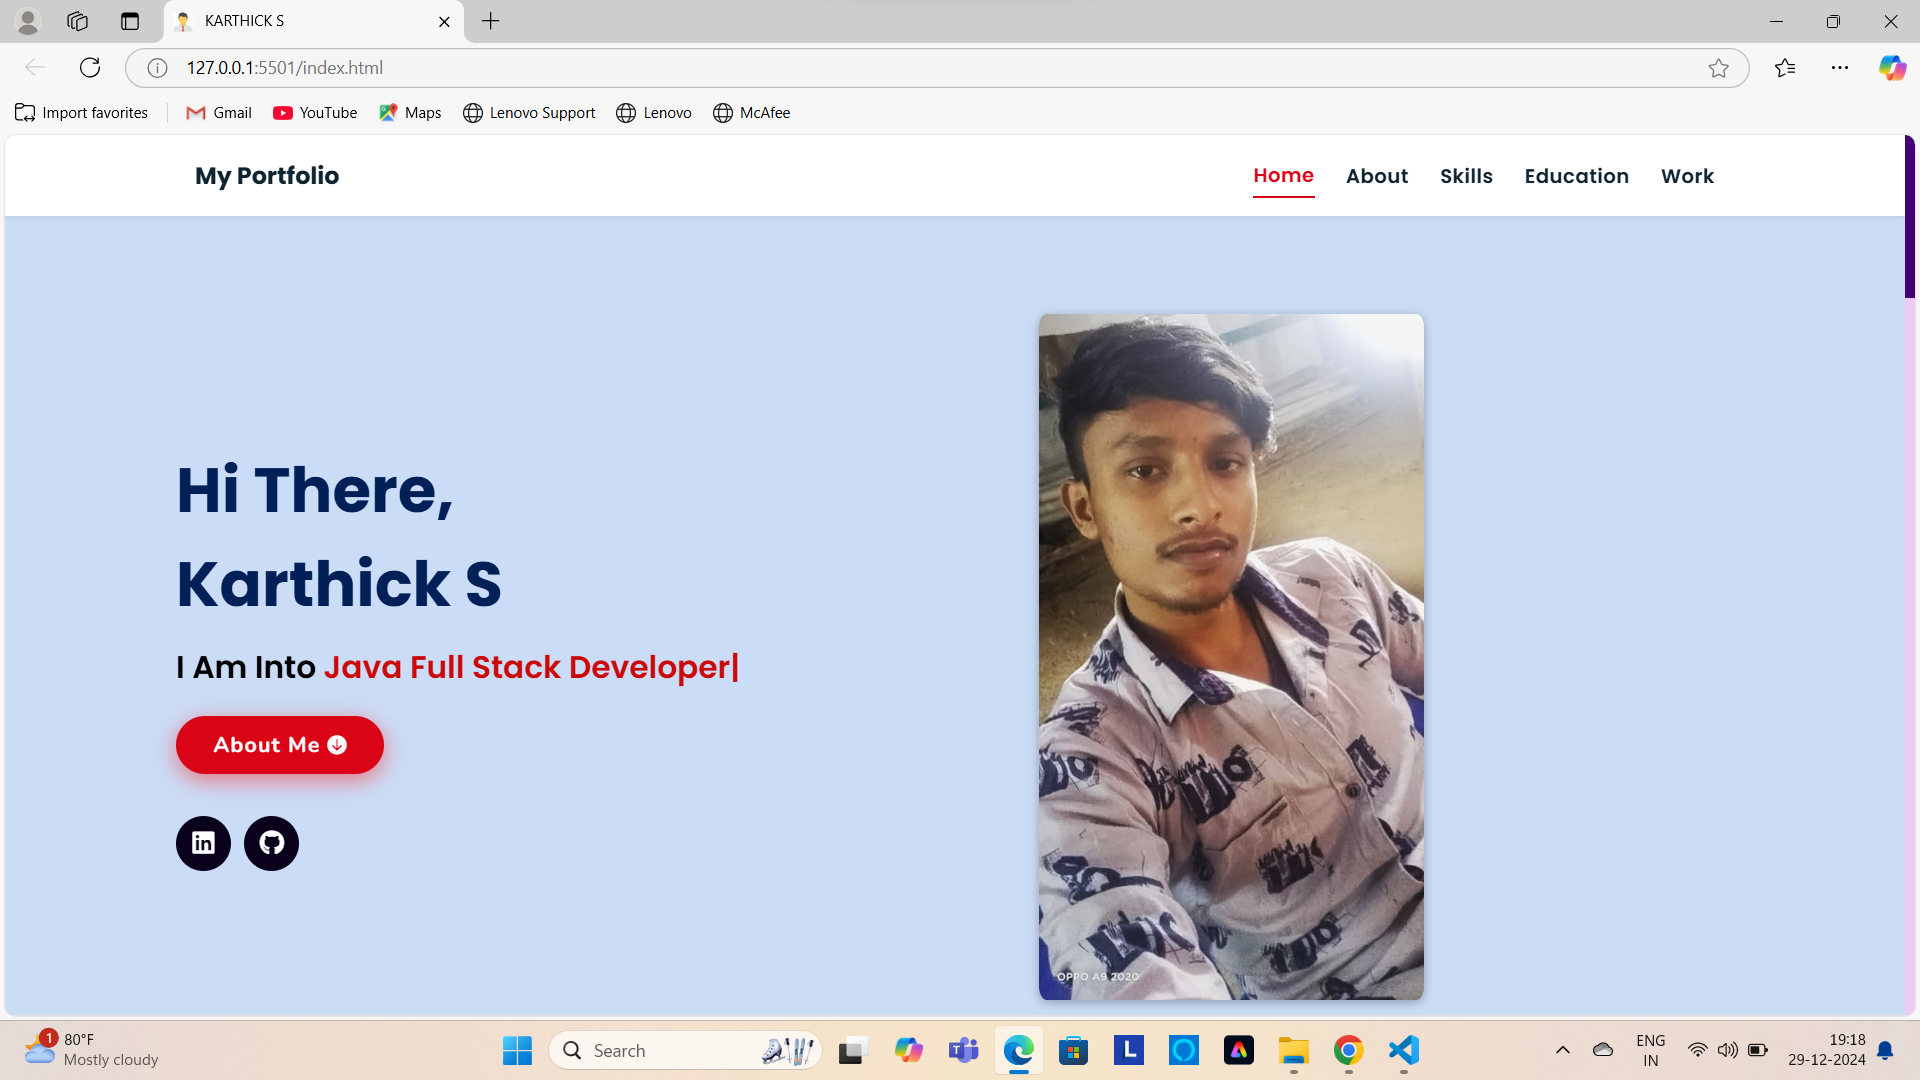 KARTHICK S
127.0.0.1:5501/index.html
Import favorites
Gmail
YouTube
Maps
Lenovo Support
Lenovo
McAfee
My Portfolio
Home
About
Skills
Education
Work
Hi There,
Karthick S
I Am Into Java Full Stack Developer|
About Me
in
OPPO A9 2020
1
80°F
Mostly cloudy
Search
L
ENG
IN
19:18
29-12-2024